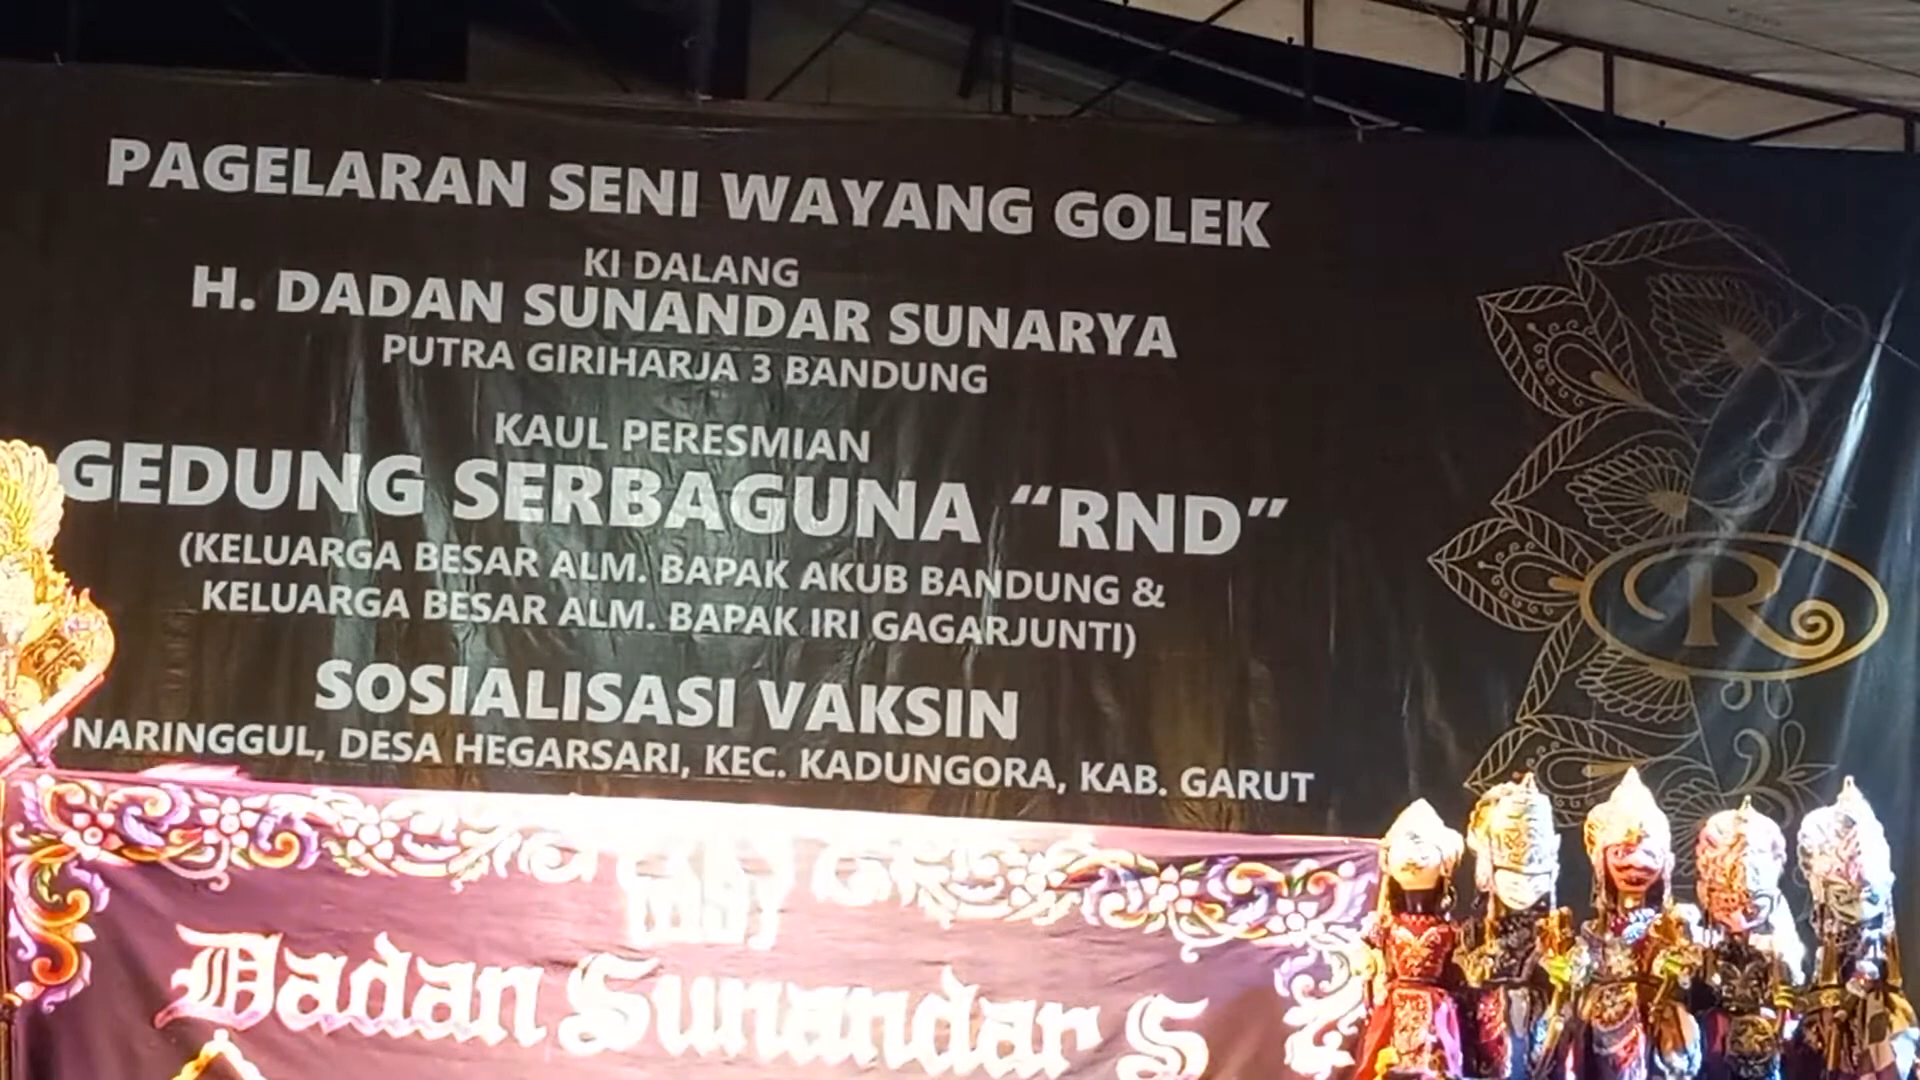 PAGELARAN SENI WAYANG GOLEK
KI DALANG
H. DADAN SUNANDAR SUNARYA
PUTRA GIRIHARJA 3 BANDUNG
KAUL PERESMIAN
GEDUNG SERBAGUNA “RND”
(KELUARGA BESAR ALM. BAPAK AKUB BANDUNG &
KELUARGA BESAR ALM. BAPAK IRI GAGARJUNTI)
SOSIALISASI VAKSIN
NARINGGUL, DESA HEGARSARI, KEC. KADUNGORA, KAB. GARUT
R
Dadan Sunandar S